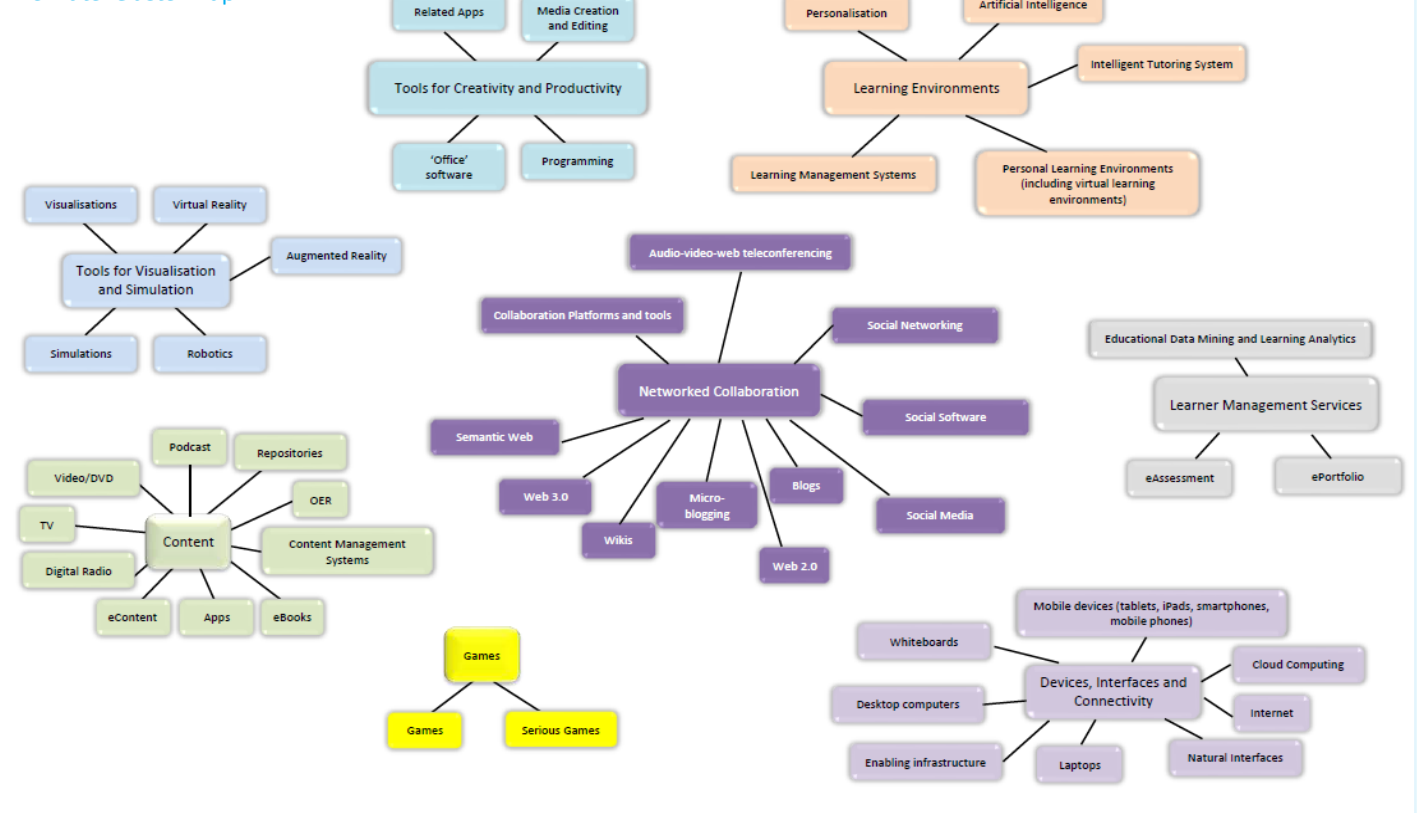 Related Apps
Media Creation
and Editing
Tools for Creativity and Productivity
'Office'
software
Programming
Personalisation
Artificial Intelligence
Intelligent Tutoring System
Learning Environments
Learning Management Systems
Personal Learning Environments
(including virtual learning
environments)
Visualisations
Virtual Reality
Augmented Reality
Tools for Visualisation
and Simulation
Simulations
Robotics
Audio-video-web teleconferencing
Collaboration Platforms and tools
Social Networking
Networked Collaboration
Social Software
Semantic Web
Web 3.0
Wikis
Micro-
blogging
Blogs
Web 2.0
Social Media
Educational Data Mining and Learning Analytics
Learner Management Services
eAssessment
ePortfolio
Podcast
Repositories
Video/DVD
OER
TV
Content
Content Management
Systems
Digital Radio
eContent
Apps
eBooks
Games
Games
Serious Games
Mobile devices (tablets, iPads, smartphones,
mobile phones)
Whiteboards
Cloud Computing
Devices, Interfaces and
Connectivity
Desktop computers
Internet
Enabling infrastructure
Laptops
Natural Interfaces